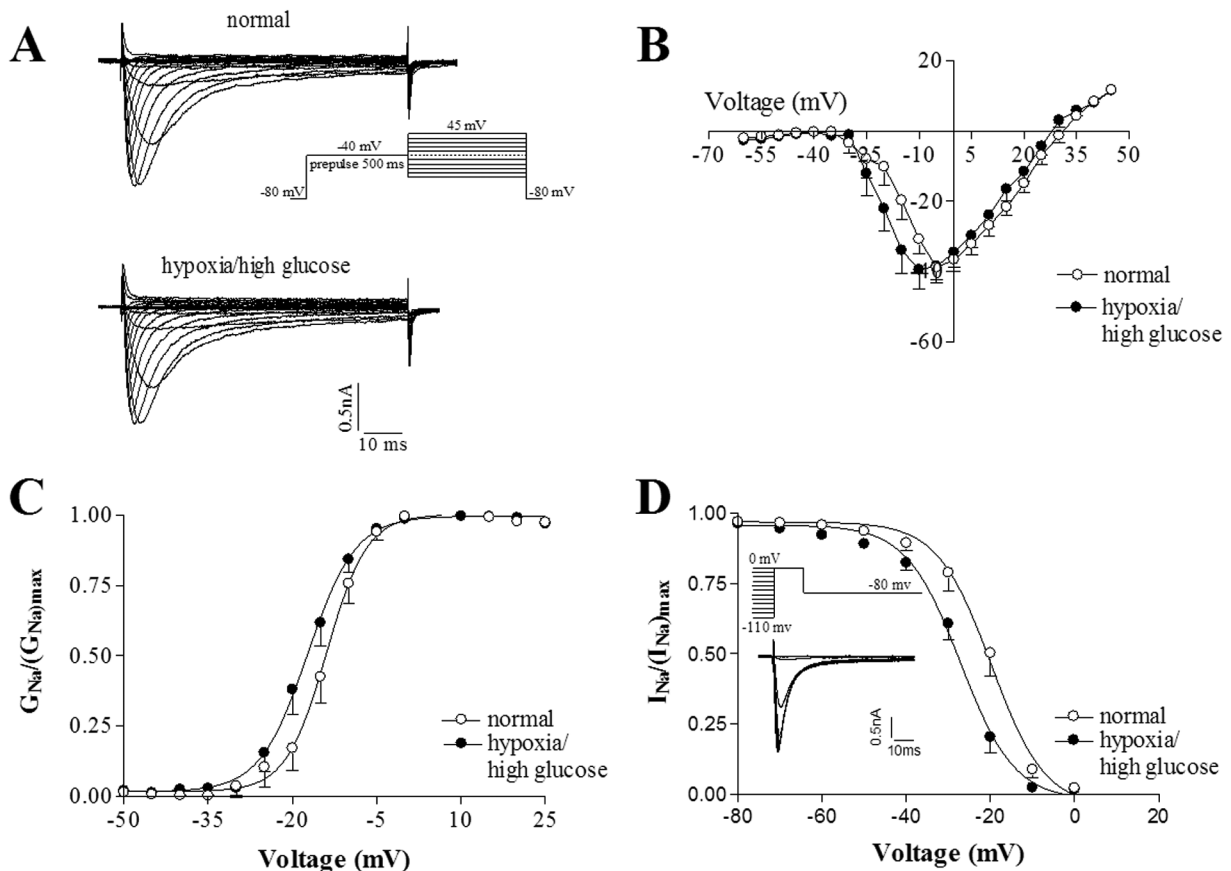 A
normal
45 mV
-40 mV
prepulse 500 ms
-80 mV
-80 mV
hypoxia/high glucose
0.5nA
10 ms
B
20
Voltage (mV)
-70 -55 -40 -25 -10 5 20 35 50
-20
-40
-60
normal
hypoxia/
high glucose
C
1.00
0.75
0.50
0.25
0.00
GNa/(GNa)max
normal
hypoxia/
high glucose
-50 -35 -20 -5 10 25
Voltage (mV)
D
1.00
0.75
0.50
0.25
0.00
INa/(INa)max
0 mV
-80 mv
-110 mv
0.5nA
10ms
normal
hypoxia/
high glucose
-80 -60 -40 -20 0 20
Voltage (mV)